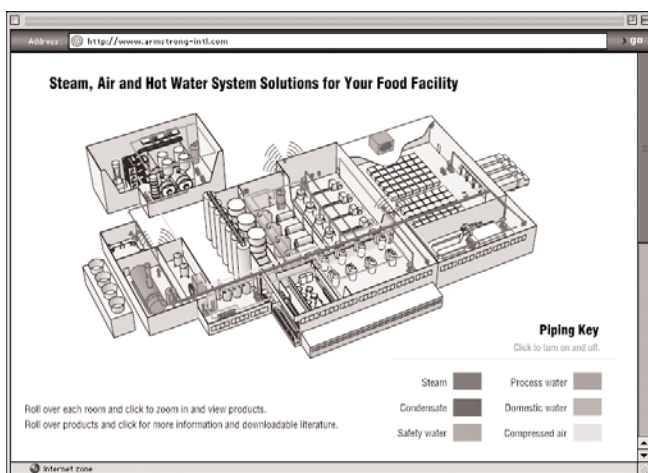 Address: http://www.armstrong-intl.com go
Steam, Air and Hot Water System Solutions for Your Food Facility
Piping Key
Click to turn on and off.
Steam Process water
Condensate Domestic water
Safety water Compressed air
Roll over each room and click to zoom in and view products.
Roll over products and click for more information and downloadable literature.
Internet zone